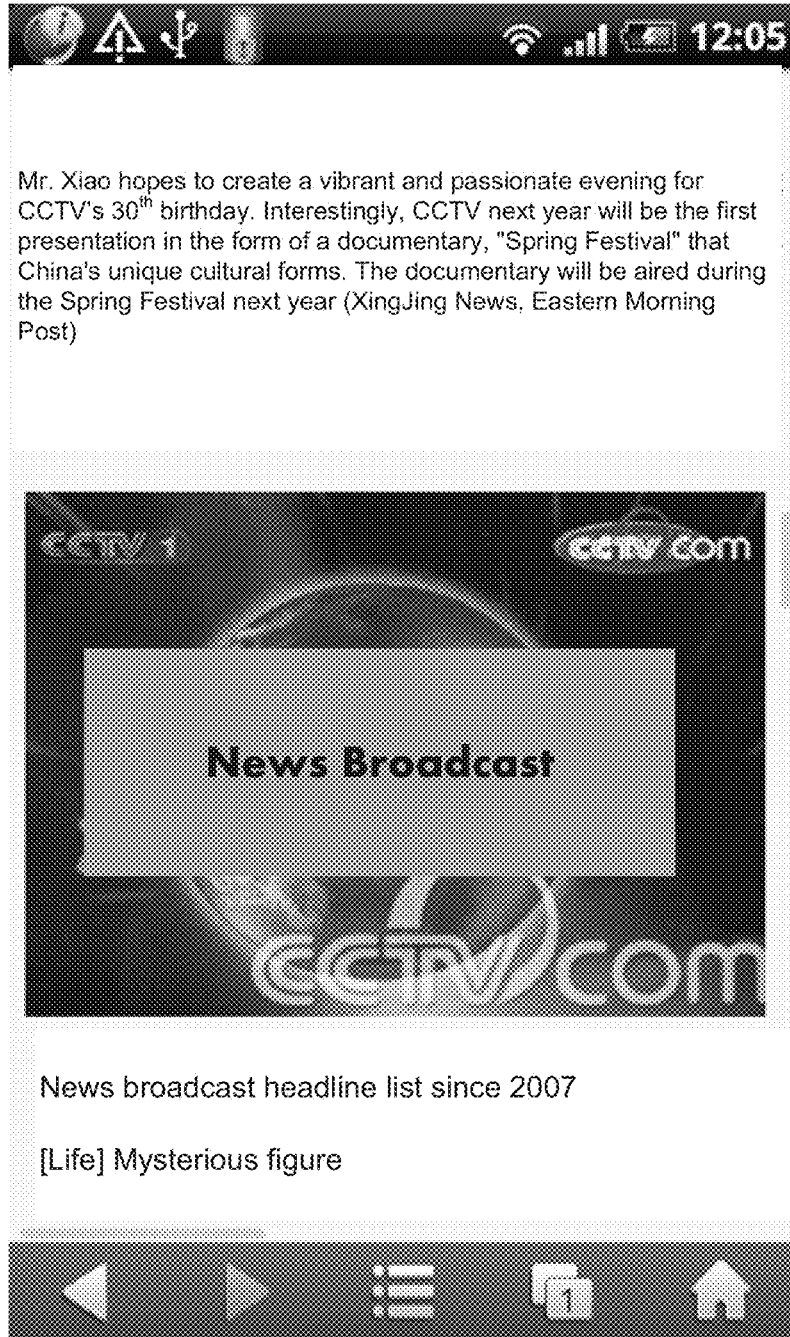 12:05
Mr. Xiao hopes to create a vibrant and passionate evening for
CCTV's 30th birthday. Interestingly, CCTV next year will be the first
presentation in the form of a documentary, "Spring Festival" that
China's unique cultural forms. The documentary will be aired during
the Spring Festival next year (XingJing News, Eastern Morning
Post)
CCTV 1
CCTV com
News Broadcast
CCTV COM
News broadcast headline list since 2007
[Life] Mysterious figure
1